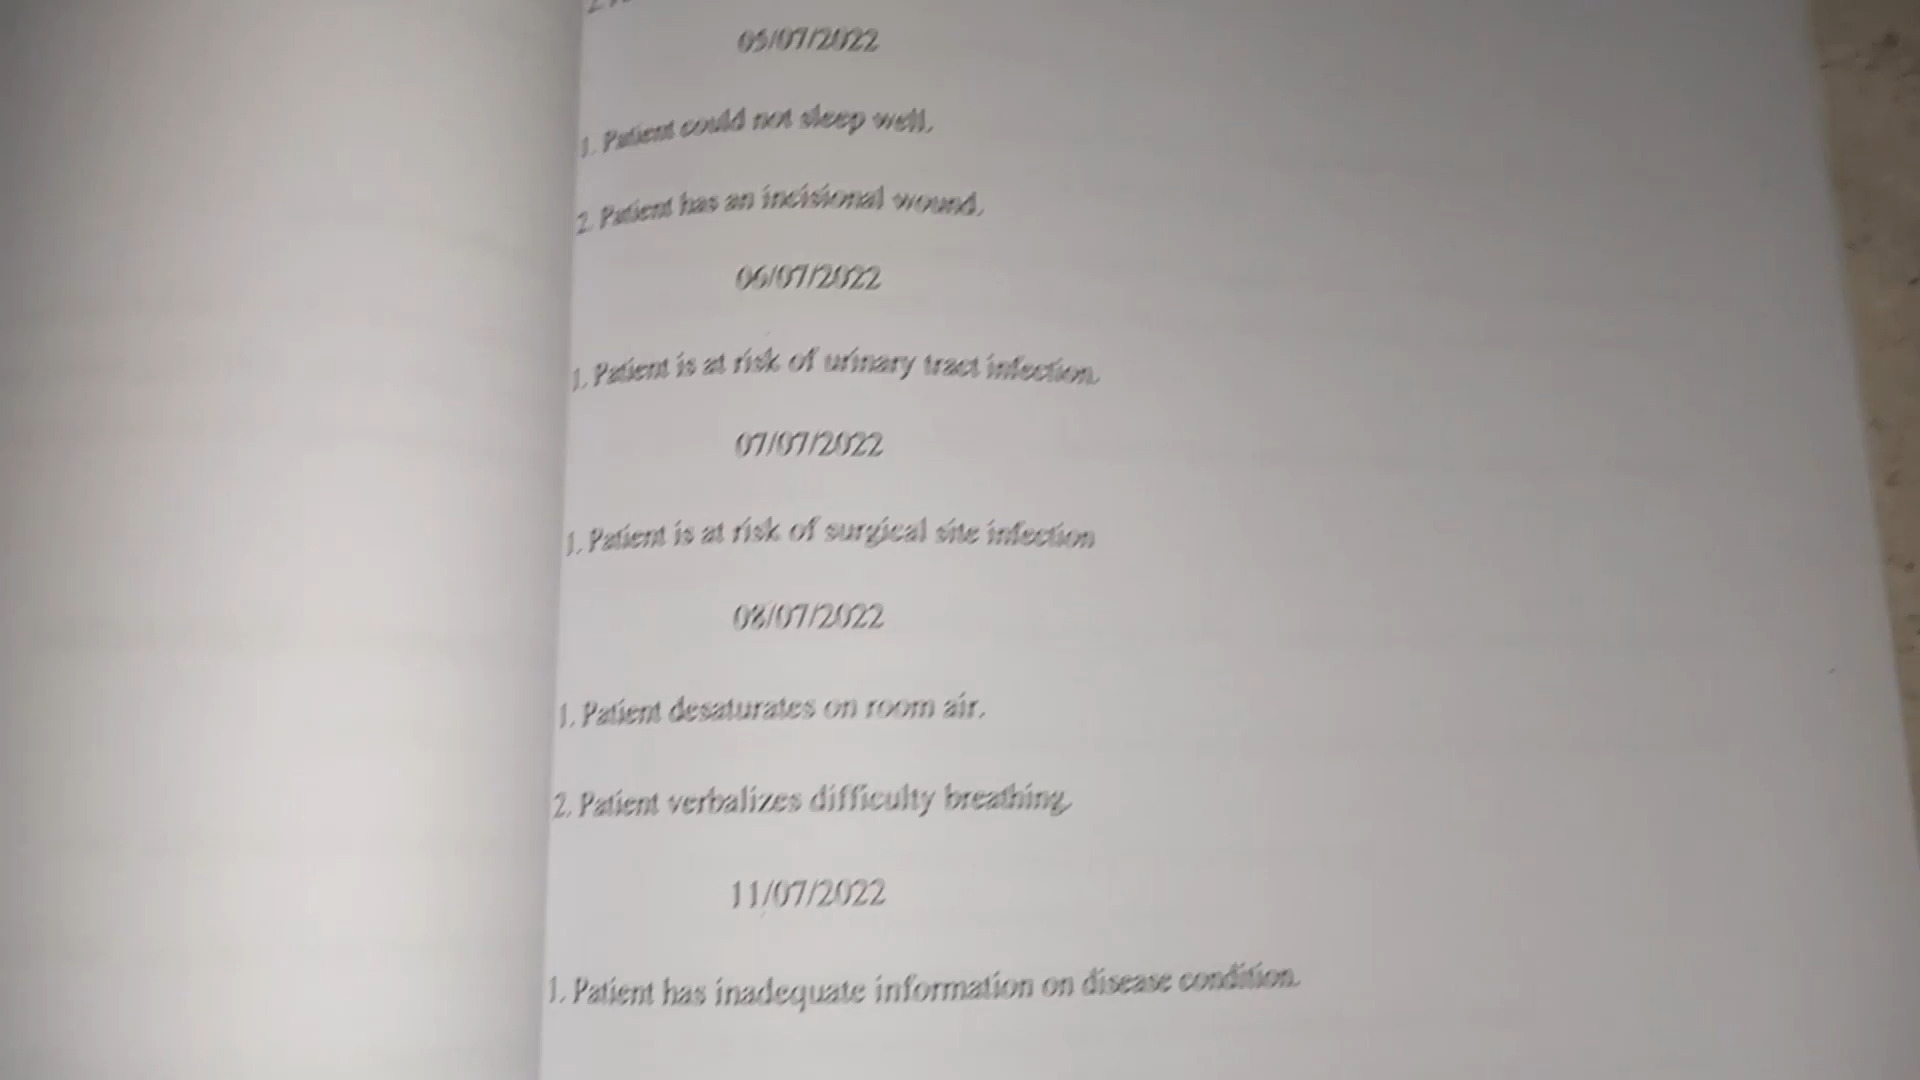 05/07/2022
1. Patient could not sleep well.
2. Patient has an incisional wound.
06/07/2022
1. Patient is at risk of urinary tract infection.
07/07/2022
1. Patient is at risk of surgical site infection
08/07/2022
1. Patient desaturates on room air.
2. Patient verbalizes difficulty breathing.
11/07/2022
1. Patient has inadequate information on disease condition.